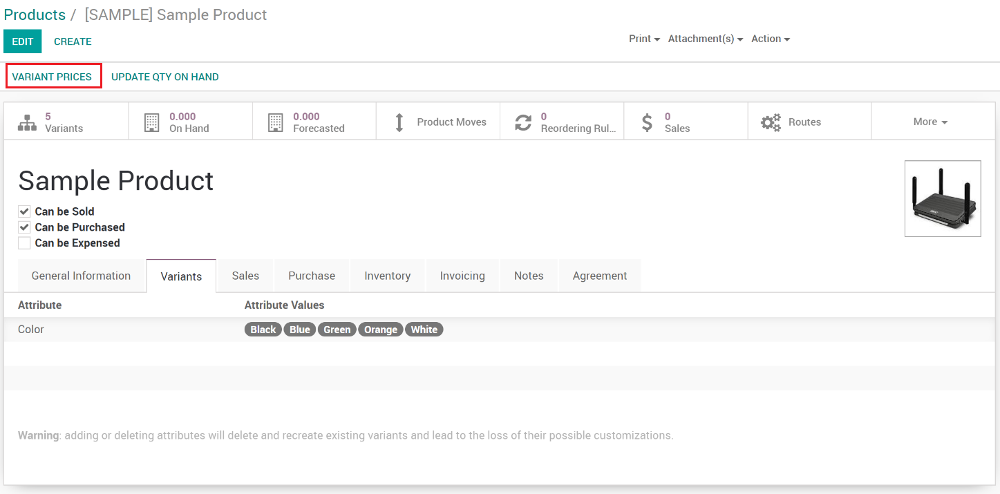 Products / [SAMPLE] Sample Product
EDIT CREATE Print Attachment(s) Action
VARIANT PRICES UPDATE QTY ON HAND
5 Variants
0.000 On Hand
0.000 Forecasted
Product Moves
0 Reordering Rul...
0 Sales
Routes
More
Sample Product
Can be Sold
Can be Purchased
Can be Expensed
General Information Variants Sales Purchase Inventory Invoicing Notes Agreement
Attribute Attribute Values
Color Black Blue Green Orange White
Warning: adding or deleting attributes will delete and recreate existing variants and lead to the loss of their possible customizations.